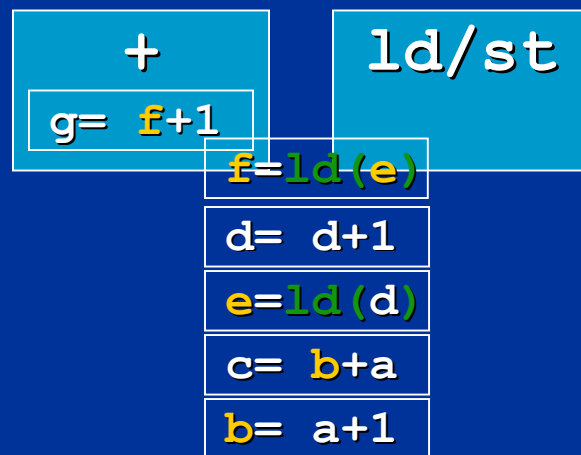 +
ld/st
g= f+1
f=ld(e)
d= d+1
e=ld(d)
c= b+a
b= a+1